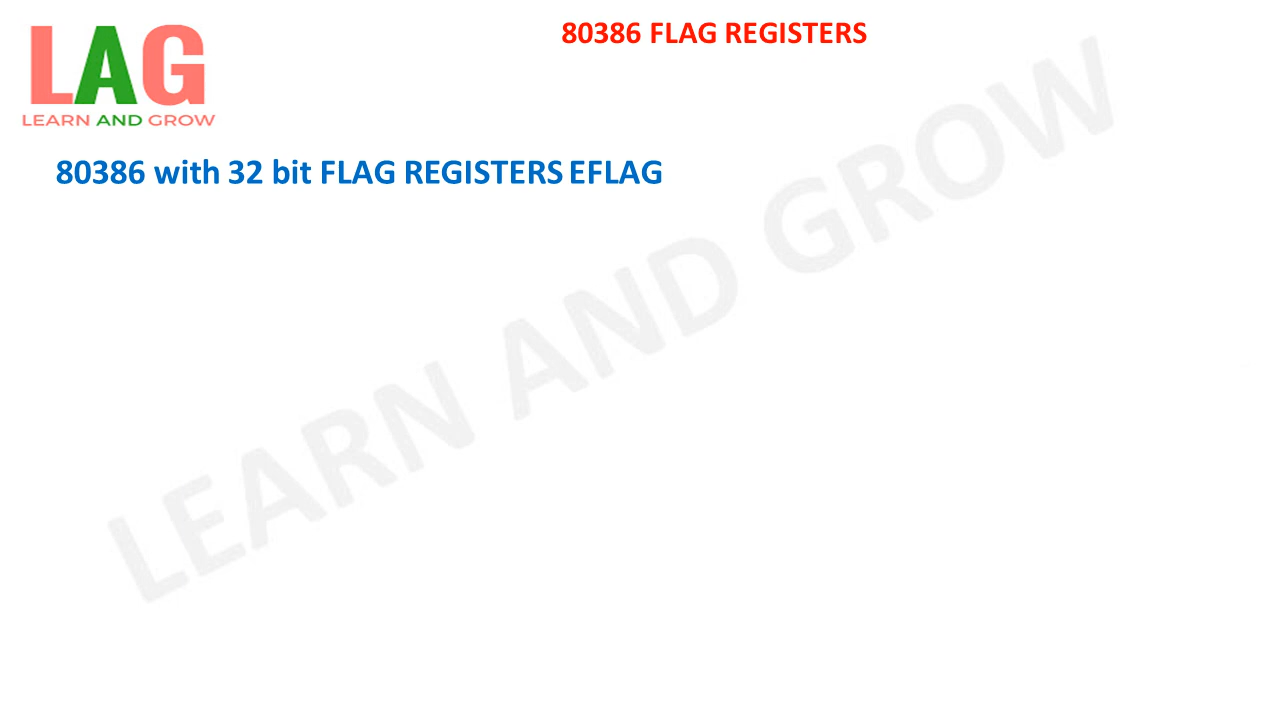 LAG
LEARN AND GROW
80386 FLAG REGISTERS
80386 with 32 bit FLAG REGISTERS EFLAG
LEARN AND GROW